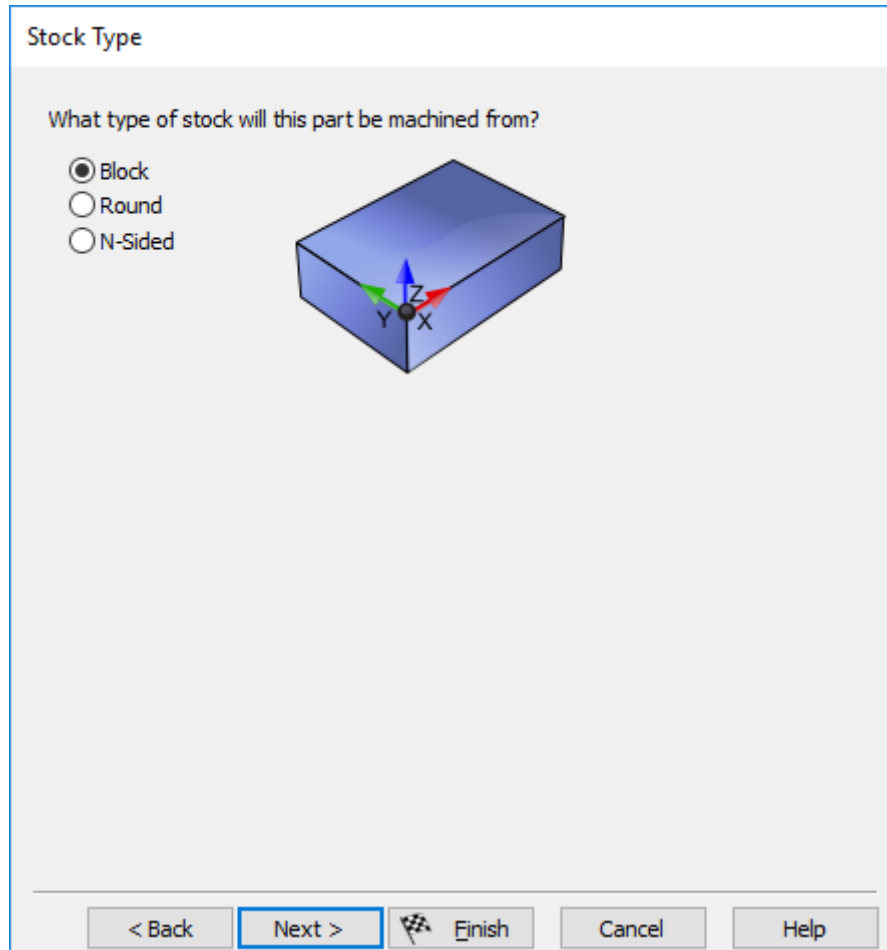 Stock Type
What type of stock will this part be machined from?
Block
Round
N-Sided
Z
Y X
< Back Next > Finish Cancel Help